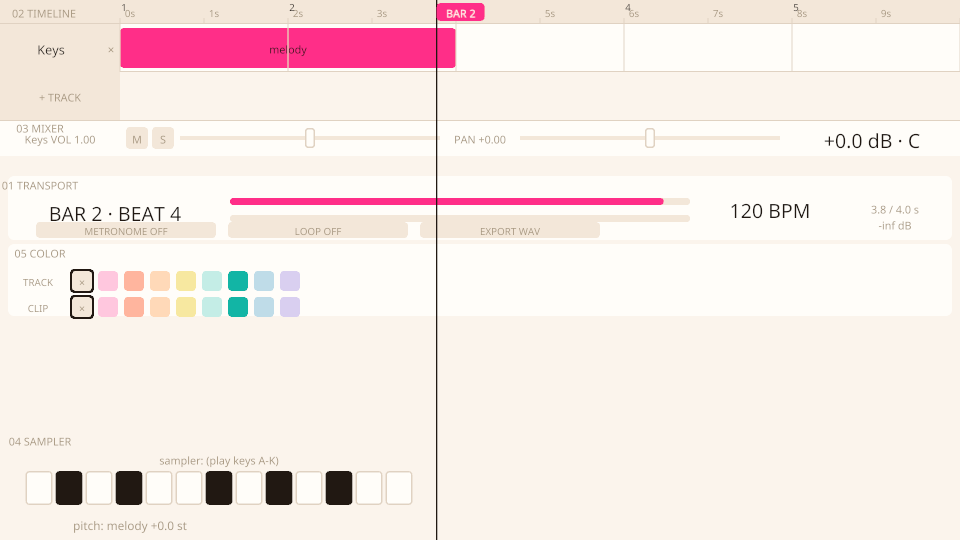 02 TIMELINE
1 2 BAR 2 4 5
0s 1s 2s 3s 5s 6s 7s 8s 9s
Keys × melody
+ TRACK
03 MIXER
Keys VOL 1.00 M S PAN +0.00 +0.0 dB · C
01 TRANSPORT
BAR 2 · BEAT 4 120 BPM 3.8 / 4.0 s
-inf dB
METRONOME OFF LOOP OFF EXPORT WAV
05 COLOR
TRACK ×
CLIP ×
04 SAMPLER
sampler: (play keys A-K)
pitch: melody +0.0 st